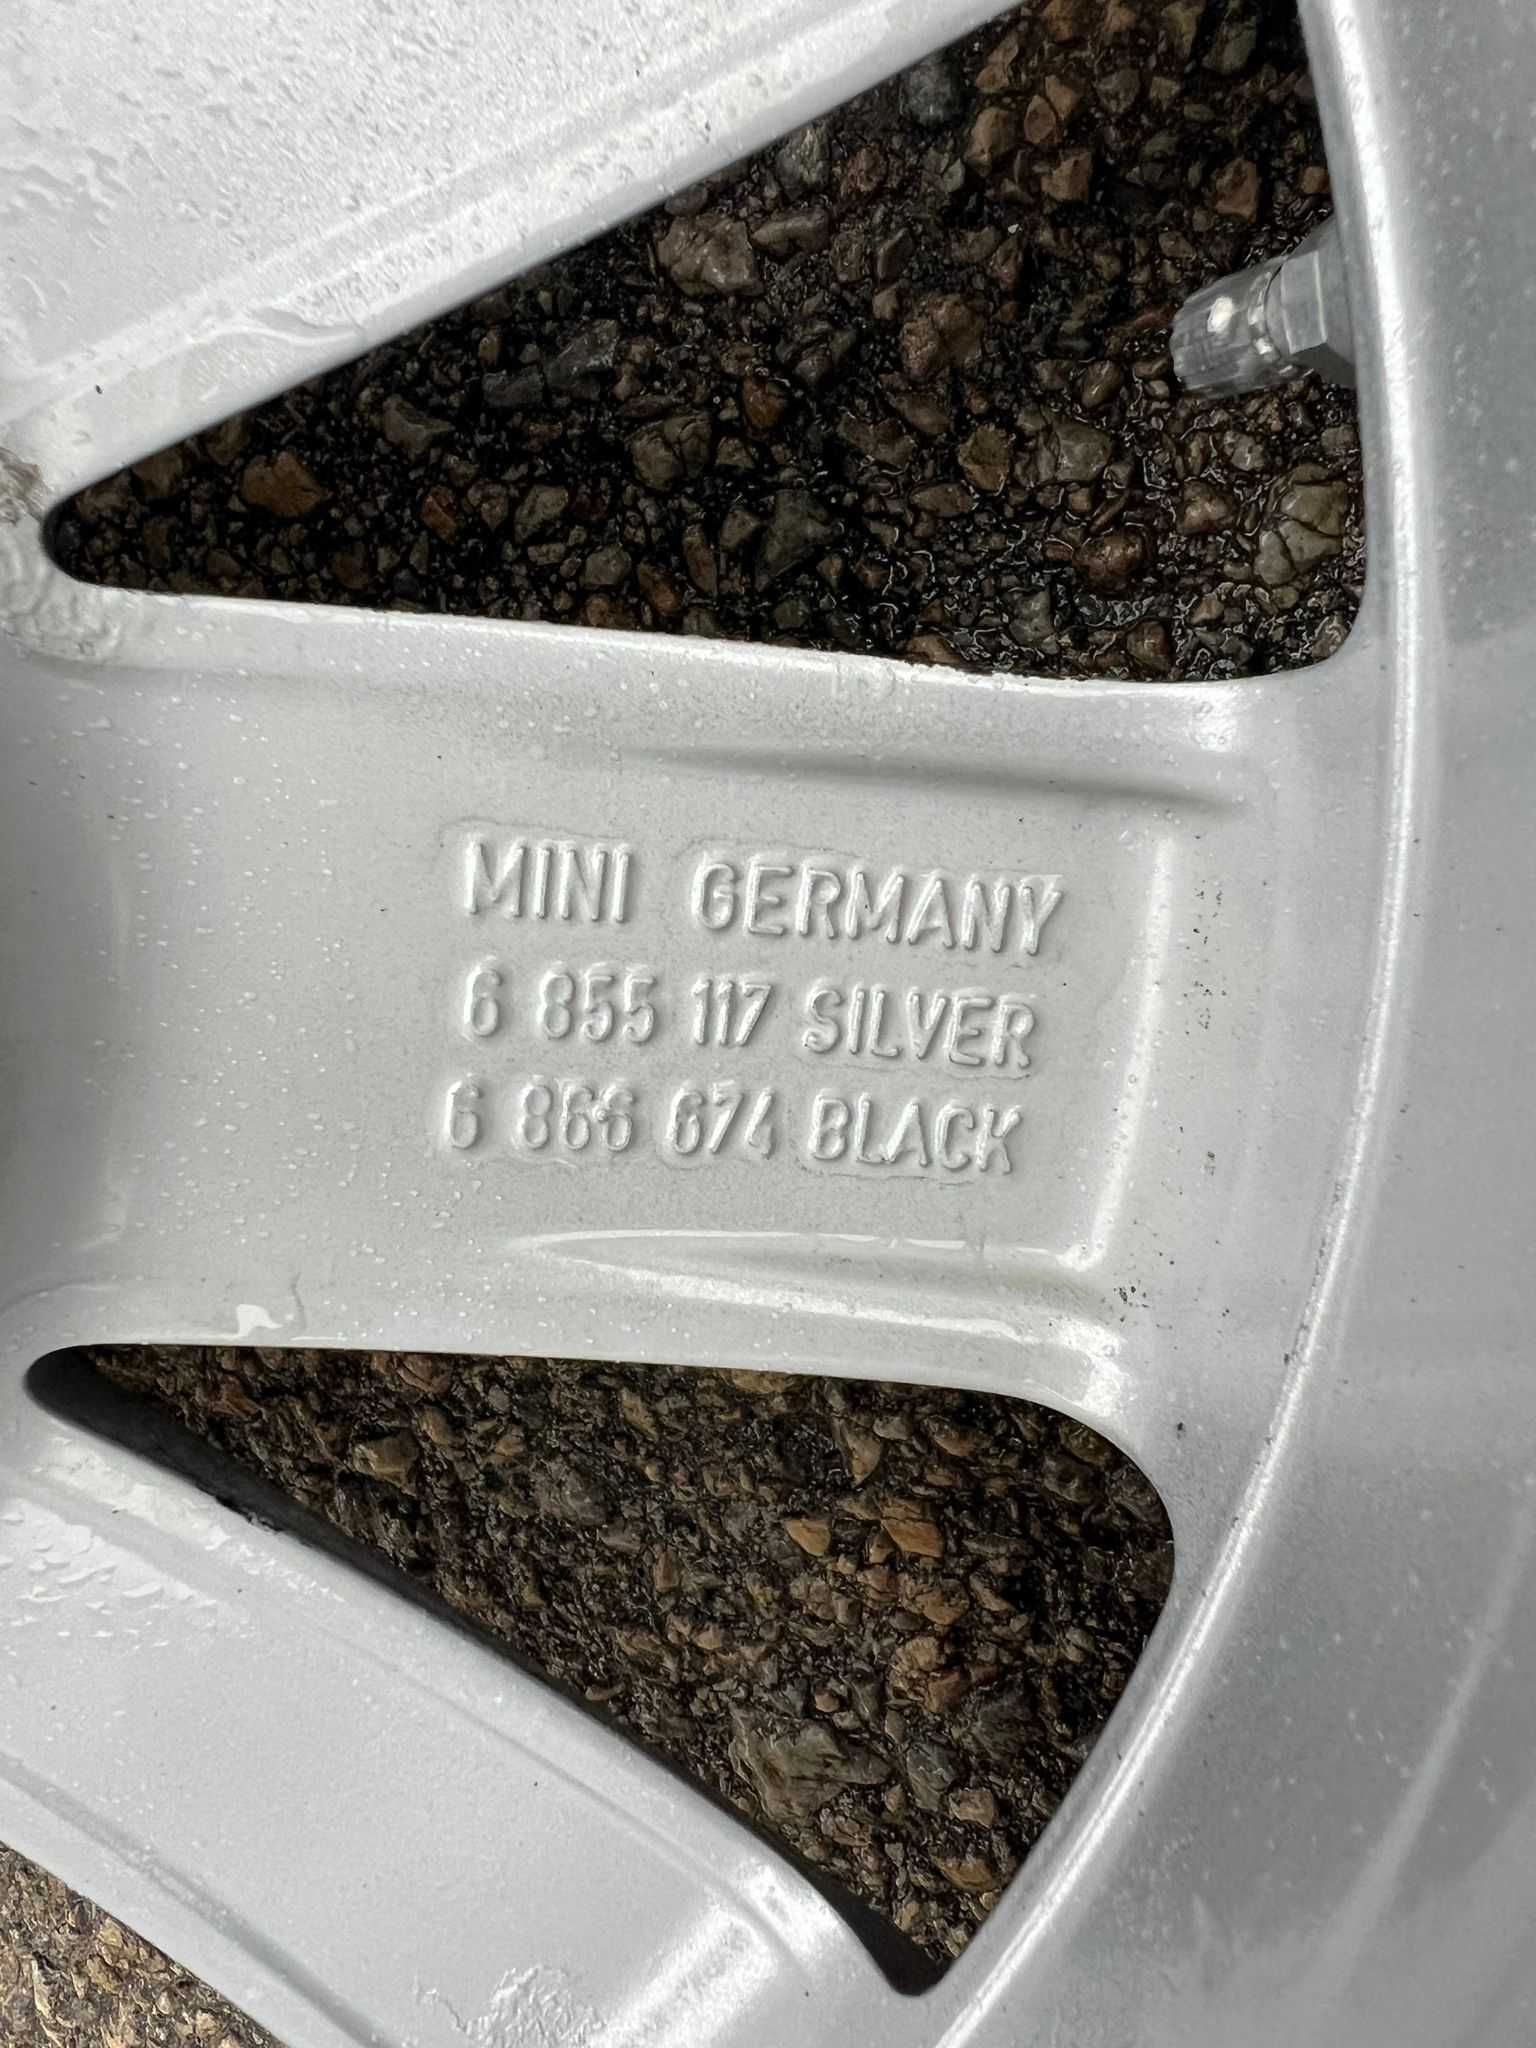 MINI GERMANY
6 855 117 SILVER
6 866 674 BLACK